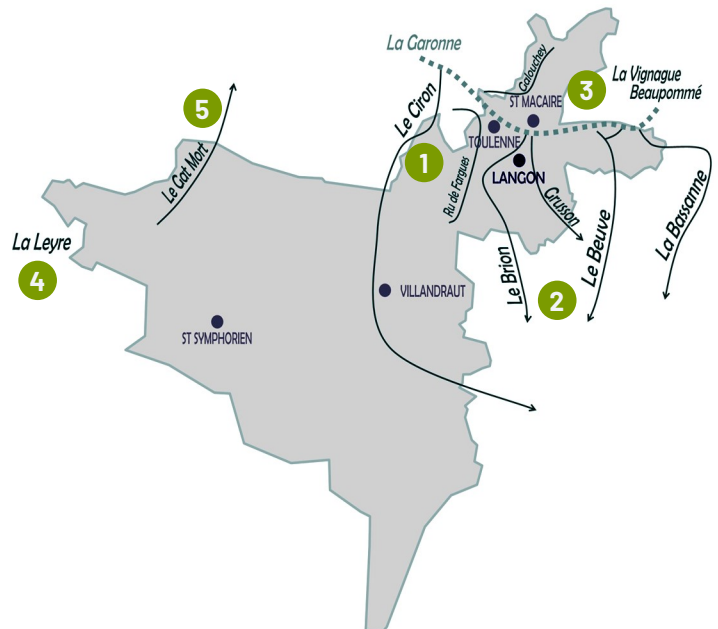 La Garonne
Galouchey
La Vignague
Beaupommé
3
ST MACAIRE
5
Le Ciron
TOULENNE
1
LANGON
Le Gat Mort
Ru de Fargues
Grusson
La Bassanne
Le Beuve
Le Brion
La Leyre
4
2
VILLANDRAUT
ST SYMPHORIEN